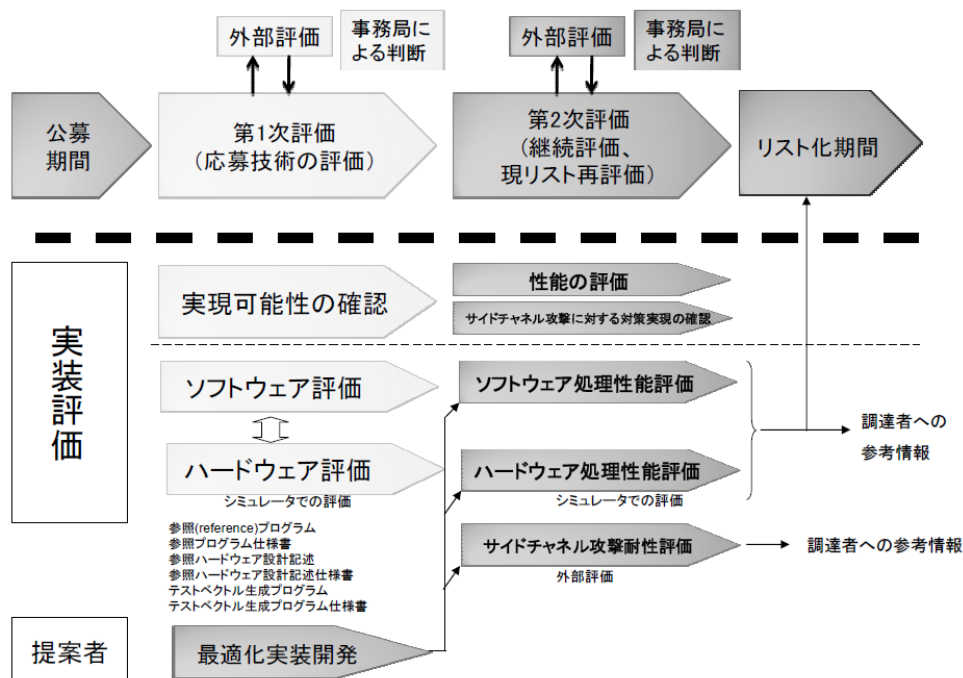 外部評価
事務局に
よる判断
外部評価
事務局に
よる判断
公募
期間
第1次評価
(応募技術の評価)
第2次評価
(継続評価、
現リスト再評価)
リスト化期間
実装評価
実現可能性の確認
性能の評価
サイドチャネル攻撃に対する対策実現の確認
ソフトウェア評価
ソフトウェア処理性能評価
調達者への
参考情報
ハードウェア評価
シミュレータでの評価
ハードウェア処理性能評価
シミュレータでの評価
参照(reference)プログラム
参照プログラム仕様書
参照ハードウェア設計記述
参照ハードウェア設計記述仕様書
テストベクトル生成プログラム
テストベクトル生成プログラム仕様書
サイドチャネル攻撃耐性評価
外部評価
調達者への参考情報
提案者
最適化実装開発